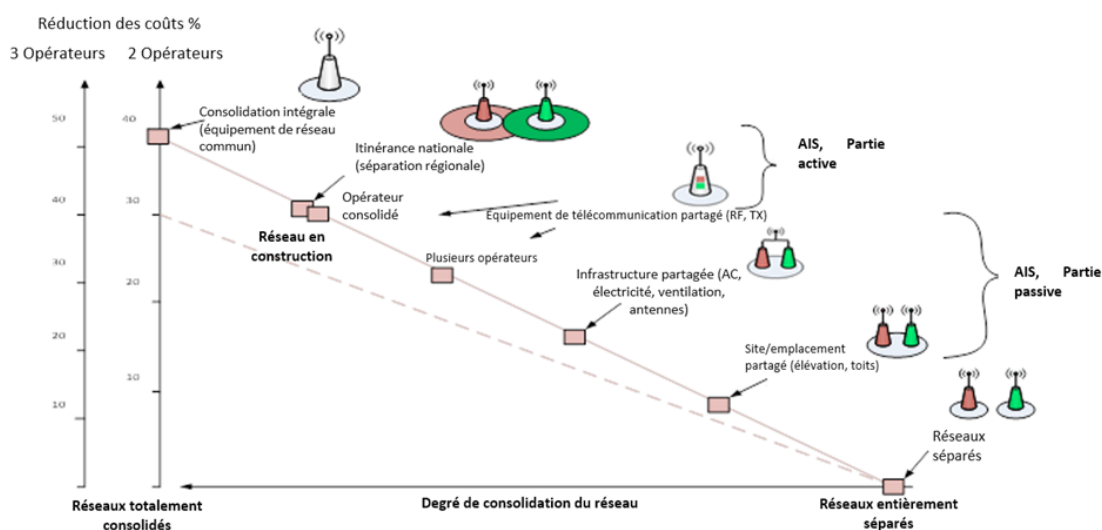 Réduction des coûts %
3 Opérateurs
2 Opérateurs
50
40
Consolidation intégrale
(équipement de réseau
commun)
Itinérance nationale
(séparation régionale)
AIS, Partie
active
40
30
Opérateur
consolidé
Équipement de télécommunication partagé (RF, TX)
Réseau en
construction
Plusieurs opérateurs
30
20
Infrastructure partagée (AC,
électricité, ventilation,
antennes)
AIS, Partie
passive
20
Site/emplacement
partagé (élévation, toits)
10
10
Réseaux
séparés
Réseaux totalement
consolidés
Degré de consolidation du réseau
Réseaux entièrement
séparés